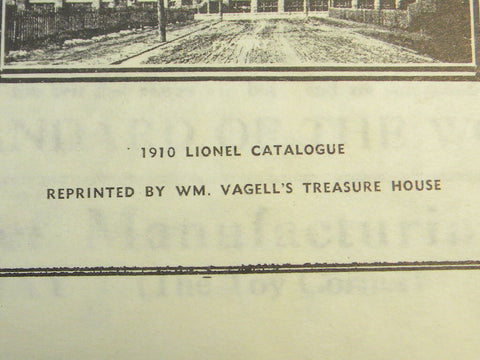 1910 LIONEL CATALOGUE
REPRINTED BY WM. VAGELL'S TREASURE HOUSE